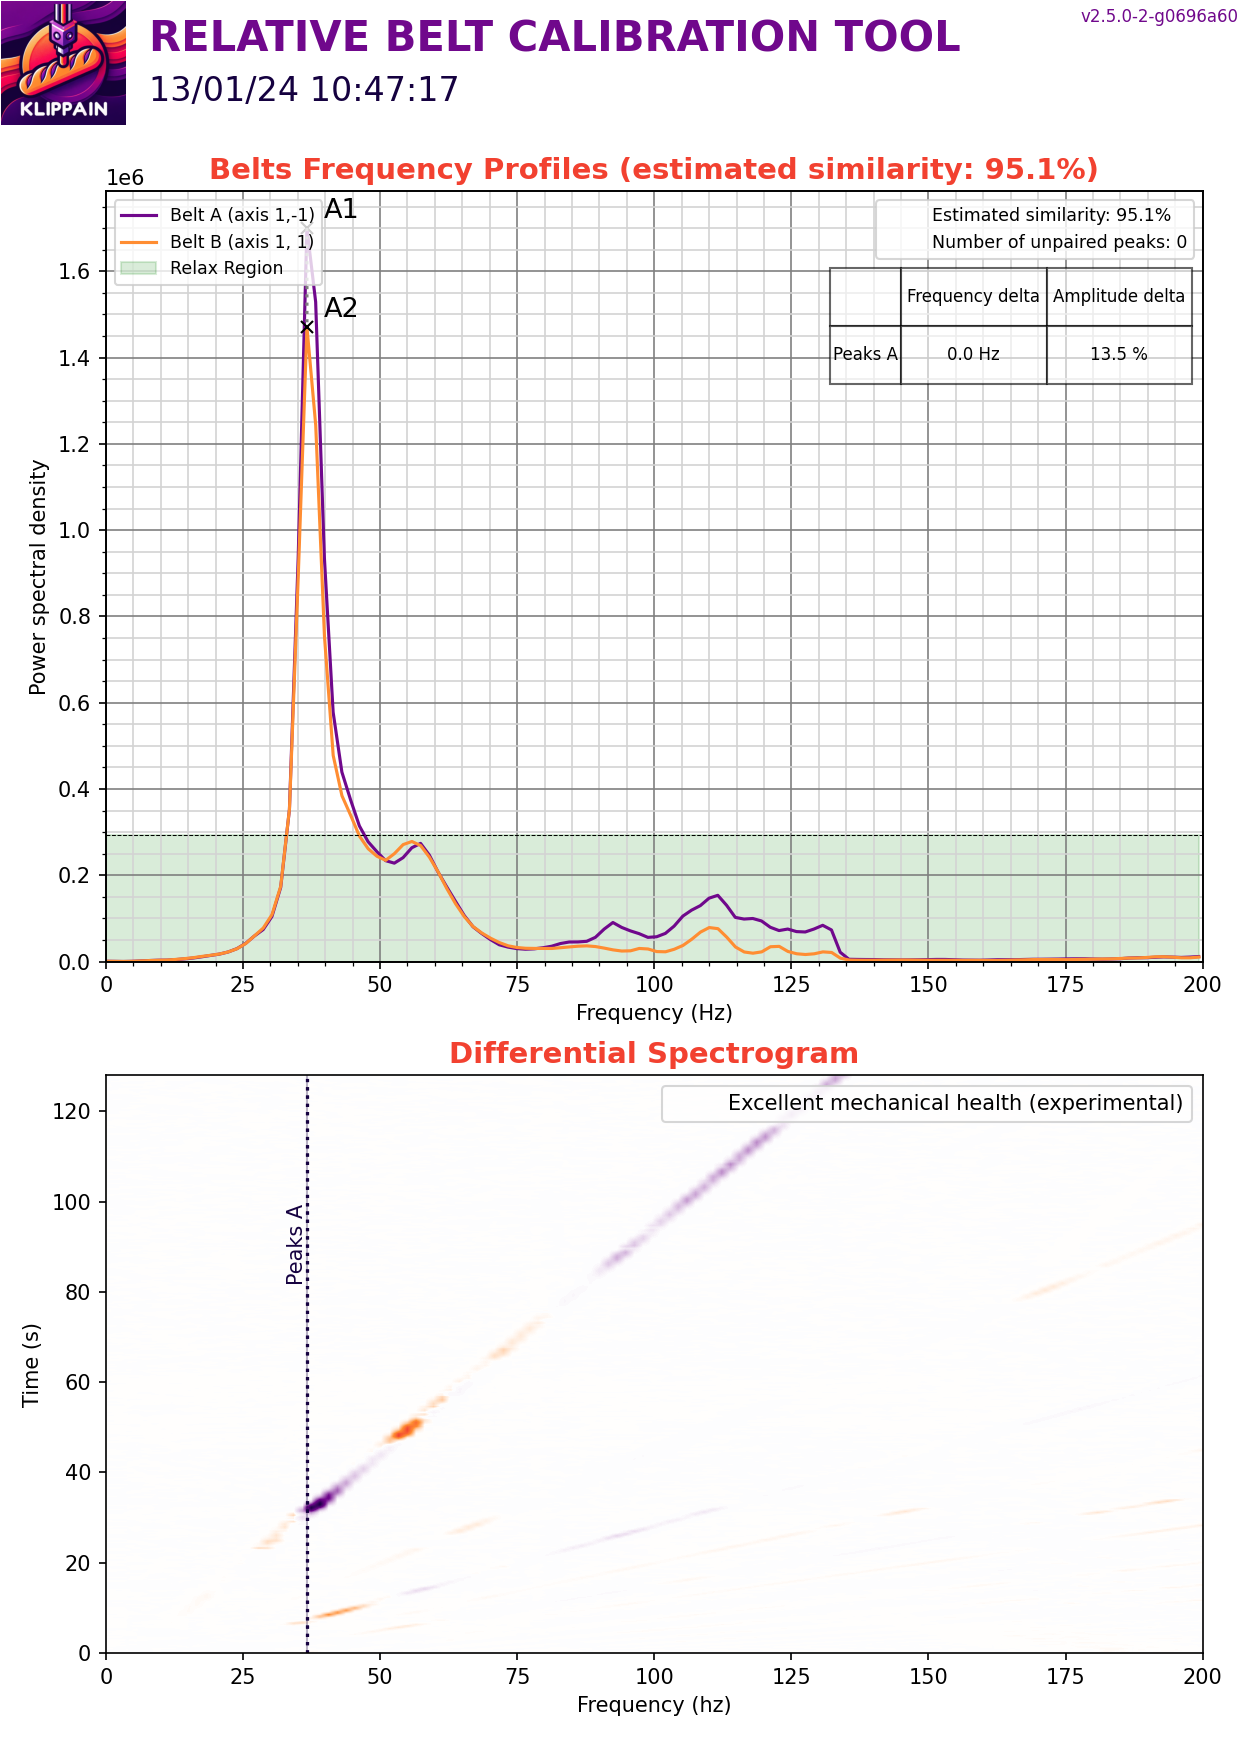 KLIPPAIN
RELATIVE BELT CALIBRATION TOOL
v2.5.0-2-g0696a60
13/01/24 10:47:17
Belts Frequency Profiles (estimated similarity: 95.1%)
1e6
Belt A (axis 1,-1)
Belt B (axis 1, 1)
Relax Region
A1
A2
Estimated similarity: 95.1%
Number of unpaired peaks: 0
Frequency delta Amplitude delta
Peaks A 0.0 Hz 13.5 %
Power spectral density
1.6
1.4
1.2
1.0
0.8
0.6
0.4
0.2
0.0
0 25 50 75 100 125 150 175 200
Frequency (Hz)
Differential Spectrogram
Excellent mechanical health (experimental)
Peaks A
Time (s)
120
100
80
60
40
20
0
0 25 50 75 100 125 150 175 200
Frequency (hz)